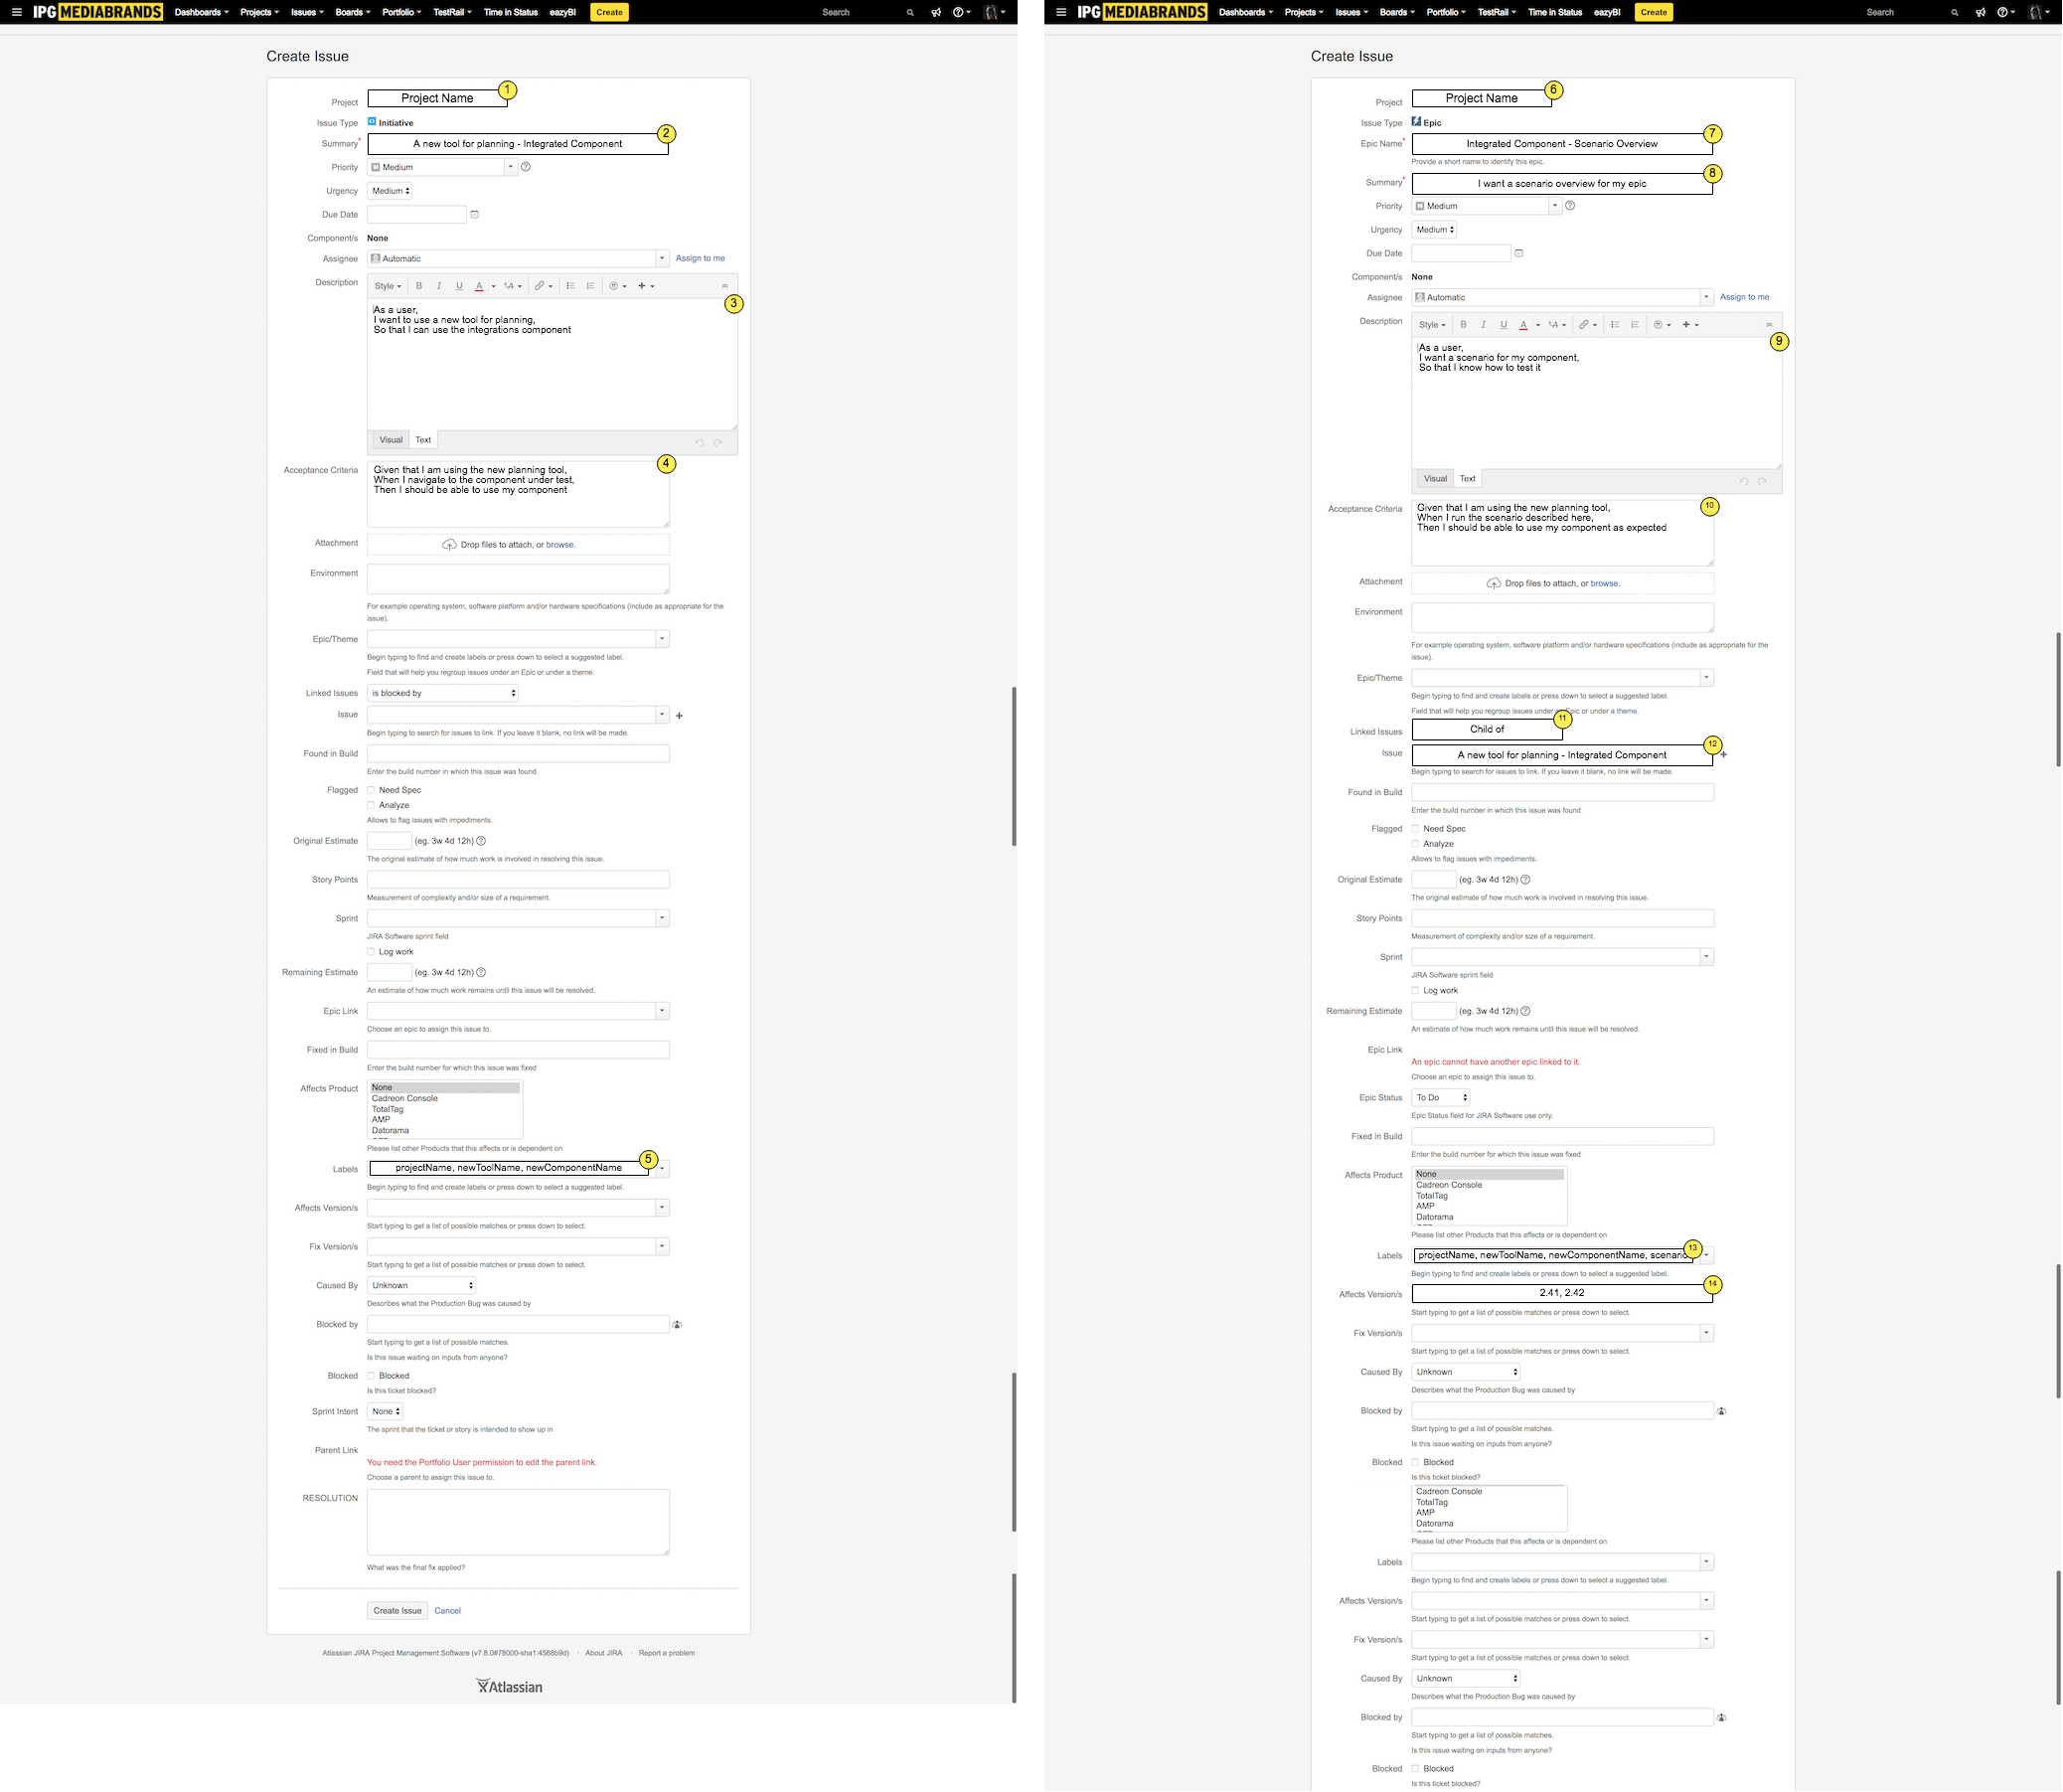 IPG MEDIABRANDS Dashboards Projects Issues Boards Portfolio TestRail Time in Status eazyBI Create Search
Create Issue
1
Project Project Name
Issue Type Initiative
2
Summary* A new tool for planning - Integrated Component
Priority Medium
Urgency Medium
Due Date
Component/s None
Assignee Automatic Assign to me
Description Style B I U A
3
As a user,
I want to use a new tool for planning,
So that I can use the integrations component
Visual Text
4
Acceptance Criteria Given that I am using the new planning tool,
When I navigate to the component under test,
Then I should be able to use my component
Attachment Drop files to attach, or browse.
Environment
For example operating system, software platform and/or hardware specifications (include as appropriate for the
issue).
Epic/Theme
Begin typing to find and create labels or press down to select a suggested label.
Field that will help you regroup issues under an Epic or under a theme.
Linked Issues is blocked by
Issue
Begin typing to search for issues to link. If you leave it blank, no link will be made.
Found in Build
Enter the build number in which this issue was found
Flagged Need Spec
Analyze
Allows to flag issues with impediments.
Original Estimate (eg. 3w 4d 12h)
The original estimate of how much work is involved in resolving this issue.
Story Points
Measurement of complexity and/or size of a requirement.
Sprint
JIRA Software sprint field
Log work
Remaining Estimate (eg. 3w 4d 12h)
An estimate of how much work remains until this issue will be resolved.
Epic Link
Choose an epic to assign this issue to.
Fixed in Build
Enter the build number for which this issue was fixed
Affects Product None
Cadreon Console
TotalTag
AMP
Datorama
Please list other Products that this affects or is dependent on
5
Labels projectName, newToolName, newComponentName
Begin typing to find and create labels or press down to select a suggested label.
Affects Version/s
Start typing to get a list of possible matches or press down to select.
Fix Version/s
Start typing to get a list of possible matches or press down to select.
Caused By Unknown
Describes what the Production Bug was caused by
Blocked by
Start typing to get a list of possible matches.
Is this issue waiting on inputs from anyone?
Blocked Blocked
Is this ticket blocked?
Sprint Intent None
The sprint that the ticket or story is intended to show up in
Parent Link
You need the Portfolio User permission to edit the parent link.
Choose a parent to assign this issue to.
RESOLUTION
What was the final fix applied?
Create Issue Cancel
Atlassian JIRA Project Management Software (v7.8.0#78000-sha1:4568b9d) · About JIRA · Report a problem
Atlassian
IPG MEDIABRANDS Dashboards Projects Issues Boards Portfolio TestRail Time in Status eazyBI Create Search
Create Issue
6
Project Project Name
Issue Type Epic
7
Epic Name* Integrated Component - Scenario Overview
Provide a short name to identify this epic.
8
Summary* I want a scenario overview for my epic
Priority Medium
Urgency Medium
Due Date
Component/s None
Assignee Automatic Assign to me
Description Style B I U A
9
As a user,
I want a scenario for my component,
So that I know how to test it
Visual Text
10
Acceptance Criteria Given that I am using the new planning tool,
When I run the scenario described here,
Then I should be able to use my component as expected
Attachment Drop files to attach, or browse.
Environment
For example operating system, software platform and/or hardware specifications (include as appropriate for the
issue).
Epic/Theme
Begin typing to find and create labels or press down to select a suggested label.
Field that will help you regroup issues under an Epic or under a theme.
11
Linked Issues Child of
12
Issue A new tool for planning - Integrated Component
Begin typing to search for issues to link. If you leave it blank, no link will be made.
Found in Build
Enter the build number in which this issue was found
Flagged Need Spec
Analyze
Allows to flag issues with impediments.
Original Estimate (eg. 3w 4d 12h)
The original estimate of how much work is involved in resolving this issue.
Story Points
Measurement of complexity and/or size of a requirement.
Sprint
JIRA Software sprint field
Log work
Remaining Estimate (eg. 3w 4d 12h)
An estimate of how much work remains until this issue will be resolved.
Epic Link
An epic cannot have another epic linked to it.
Choose an epic to assign this issue to.
Epic Status To Do
Epic Status field for JIRA Software use only.
Fixed in Build
Enter the build number for which this issue was fixed
Affects Product None
Cadreon Console
TotalTag
AMP
Datorama
Please list other Products that this affects or is dependent on
13
Labels projectName, newToolName, newComponentName, scenario
Begin typing to find and create labels or press down to select a suggested label.
14
Affects Version/s 2.41, 2.42
Start typing to get a list of possible matches or press down to select.
Fix Version/s
Start typing to get a list of possible matches or press down to select.
Caused By Unknown
Describes what the Production Bug was caused by
Blocked by
Start typing to get a list of possible matches.
Is this issue waiting on inputs from anyone?
Blocked Blocked
Is this ticket blocked?
Cadreon Console
TotalTag
AMP
Datorama
Please list other Products that this affects or is dependent on
Labels
Begin typing to find and create labels or press down to select a suggested label.
Affects Version/s
Start typing to get a list of possible matches or press down to select.
Fix Version/s
Start typing to get a list of possible matches or press down to select.
Caused By Unknown
Describes what the Production Bug was caused by
Blocked by
Start typing to get a list of possible matches.
Is this issue waiting on inputs from anyone?
Blocked Blocked
Is this ticket blocked?